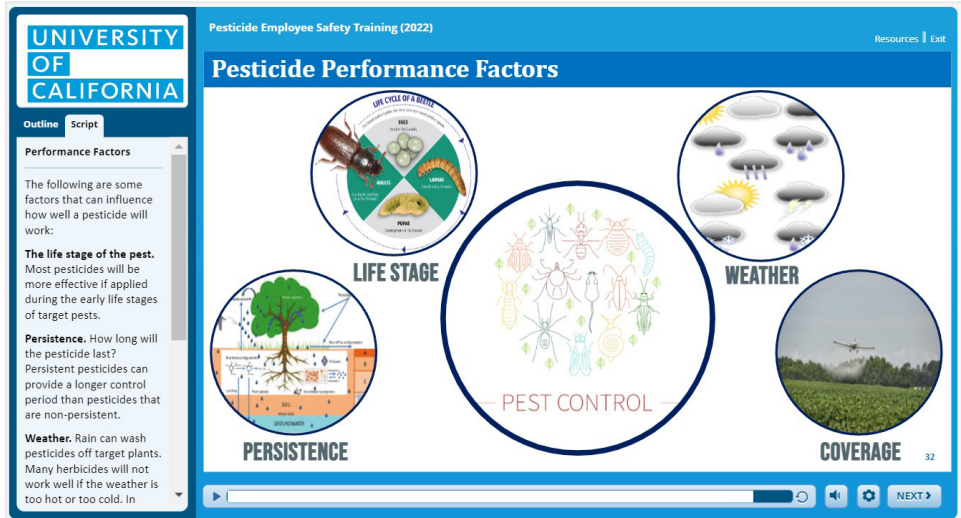 UNIVERSITY
OF
CALIFORNIA
Pesticide Employee Safety Training (2022)
Resources
Exit
Pesticide Performance Factors
Outline
Script
Performance Factors
The following are some
factors that can influence
how well a pesticide will
work:
The life stage of the pest.
Most pesticides will be
more effective if applied
during the early life stages
of target pests.
Persistence. How long will
the pesticide last?
Persistent pesticides can
provide a longer control
period than pesticides that
are non-persistent.
Weather. Rain can wash
pesticides off target plants.
Many herbicides will not
work well if the weather is
too hot or too cold. In
LIFE CYCLE OF A BEETLE
EGGS
ADULTS
LARVAE
PUPAE
LIFE STAGE
WEATHER
PEST CONTROL
SOIL
GROUNDWATER
PERSISTENCE
COVERAGE
32
NEXT